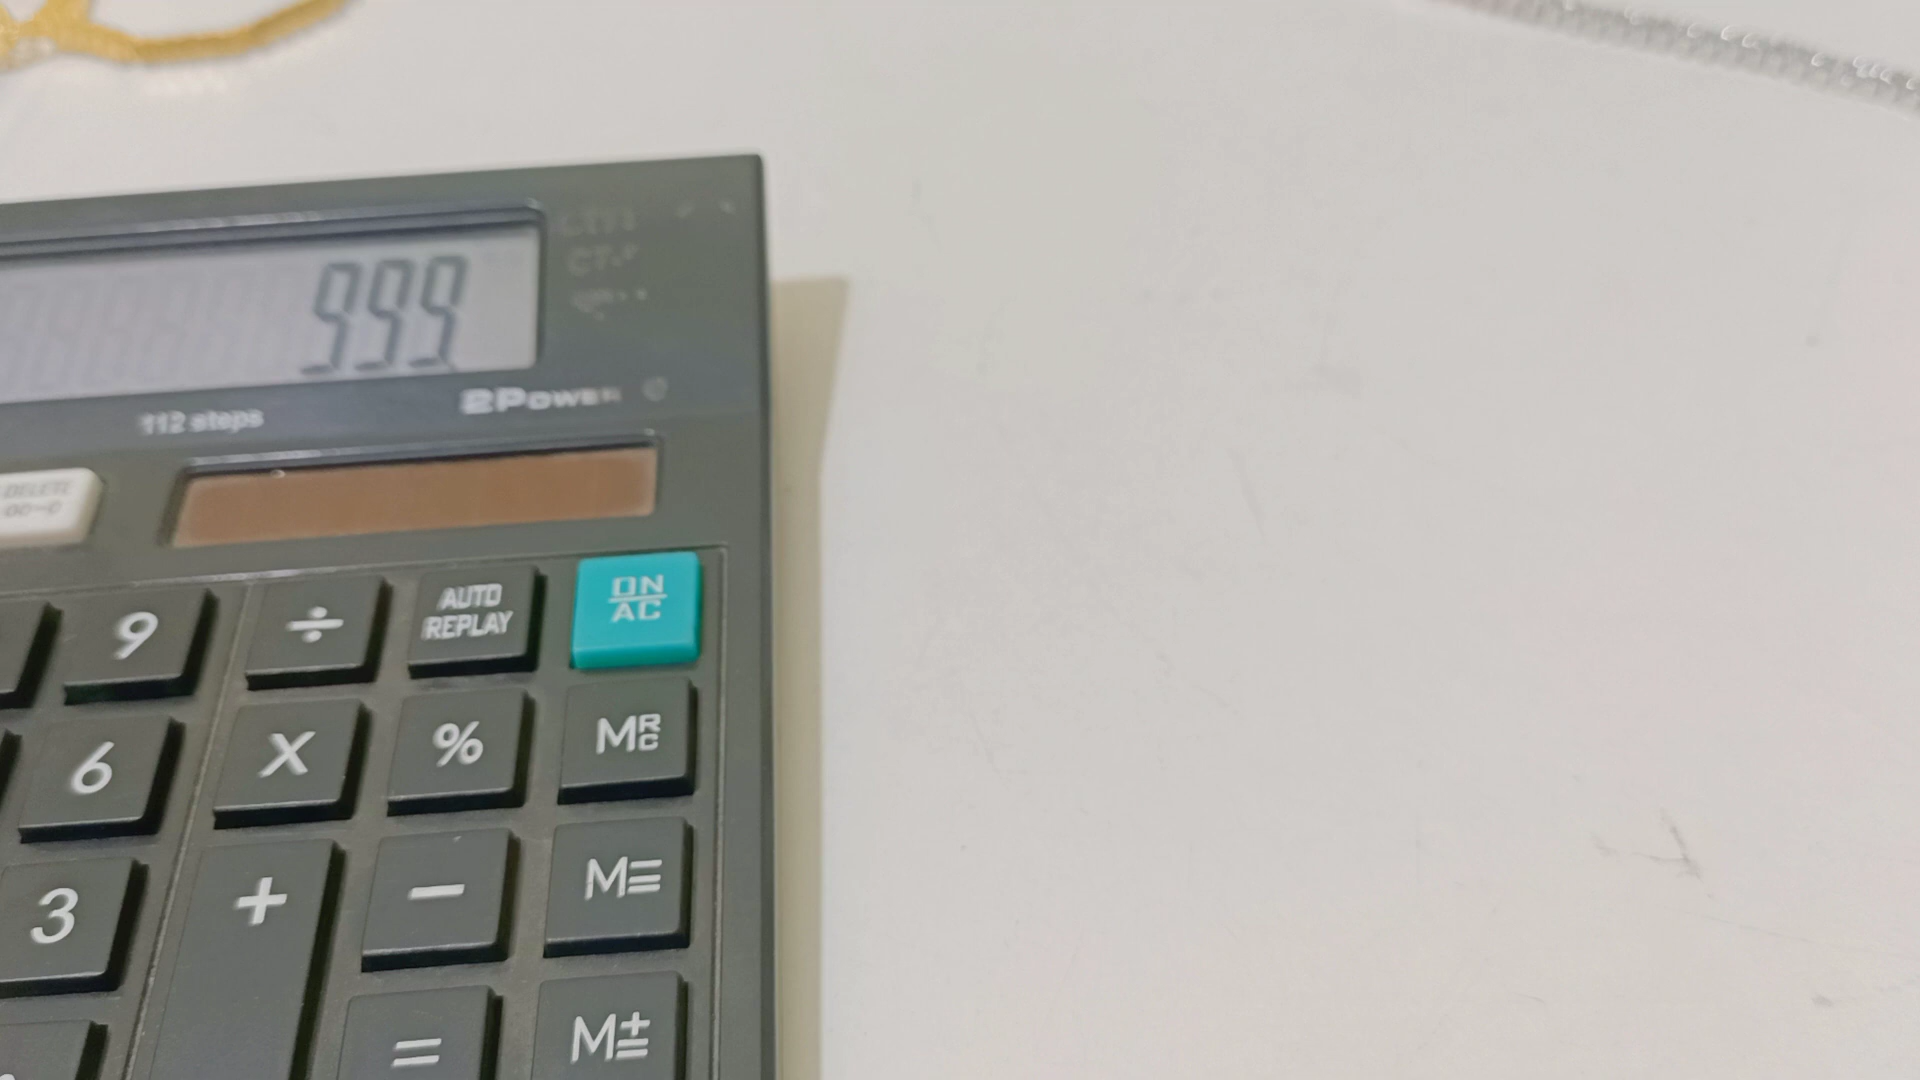 999
112 steps
2POWER
DELETE
9
÷
AUTO
REPLAY
ON
AC
6
X
%
MRC
3
+
−
M=
=
M±